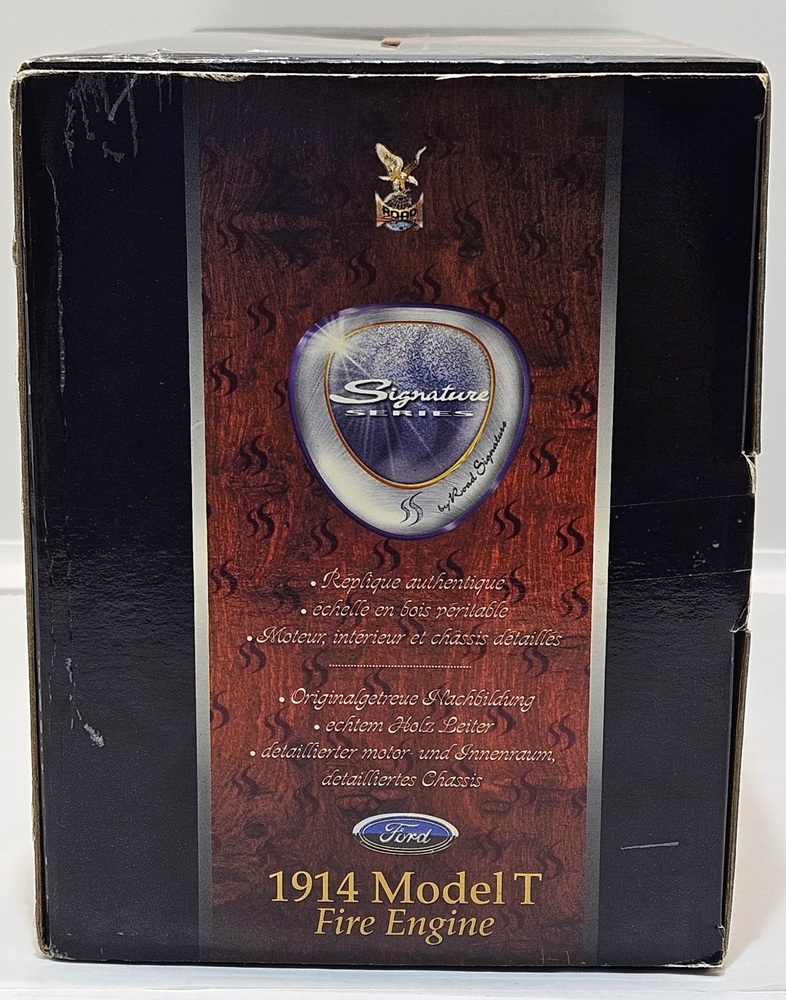 ROAD
Signature
SERIES
by Road Signature
• Réplique authentique
• échelle en bois péritable
• Moteur, intérieur et châssis détaillés
• Originalgetreue Nachbildung
• echtem Holz Leiter
• detaillierter motor- und Innenraum,
detailliertes Chassis
Ford
1914 Model T
Fire Engine